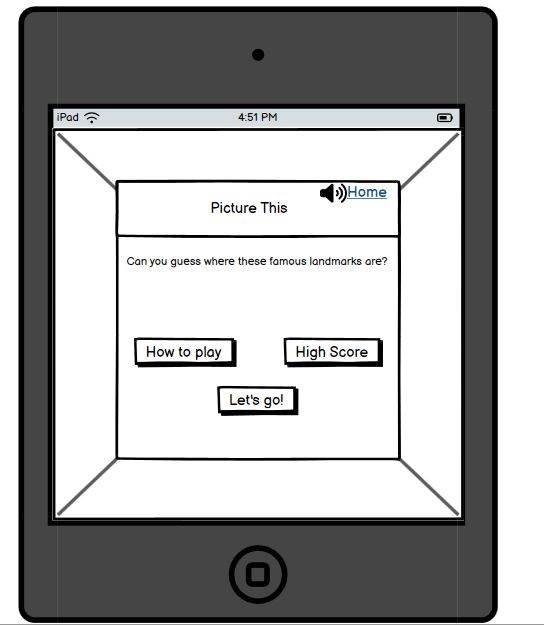 iPad 4:51 PM
Home
Picture This
Can you guess where these famous landmarks are?
How to play High Score
Let's go!